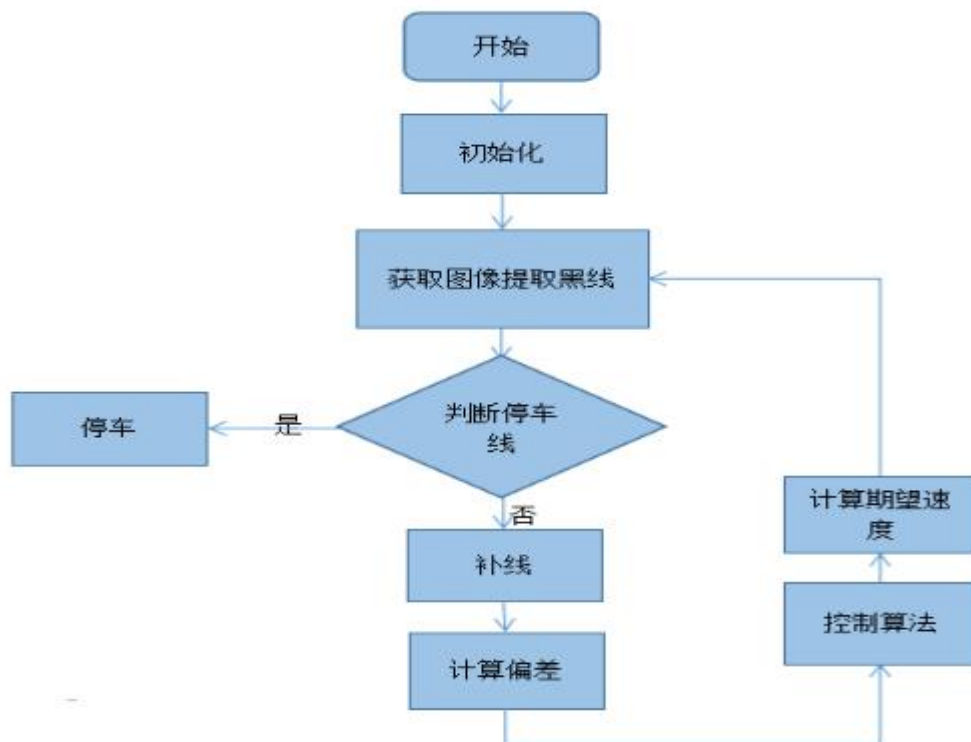 开始
初始化
获取图像提取黑线
判断停车
线
是
停车
否
补线
计算偏差
控制算法
计算期望速
度